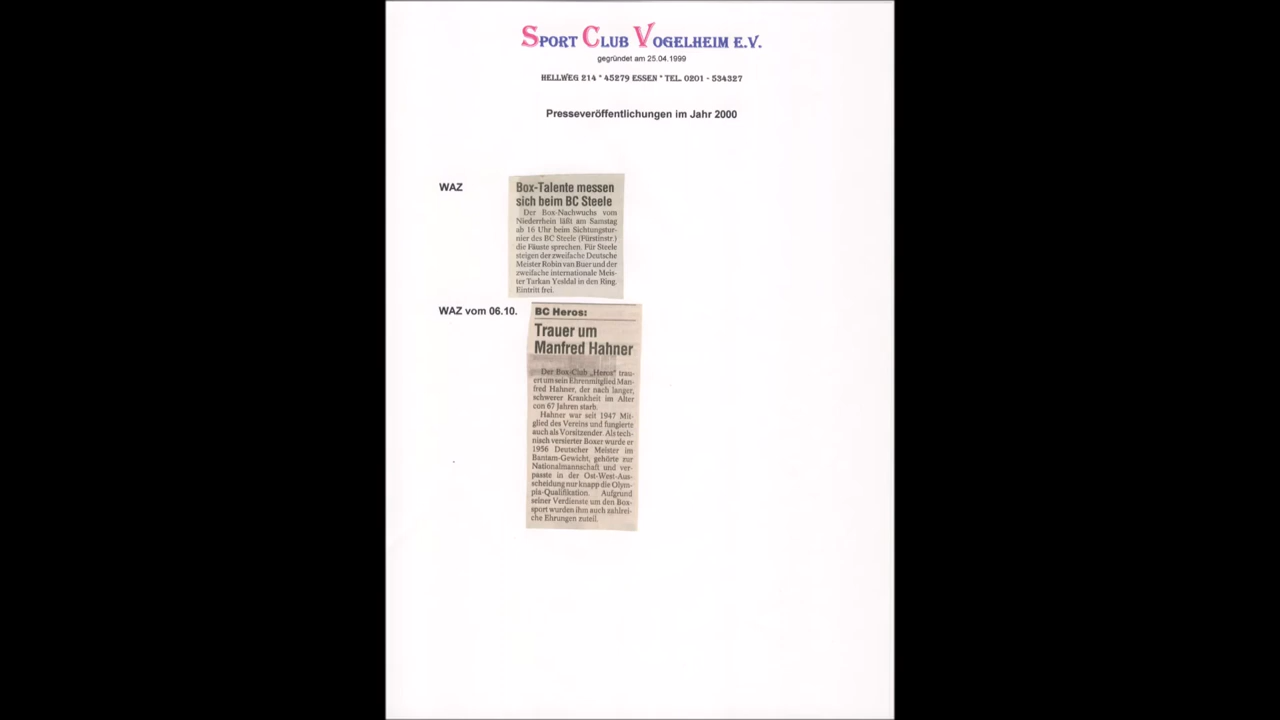 SPORT CLUB VOGELHEIM E.V.
gegründet am 25.04.1999
HELLWEG 214 * 45279 ESSEN * TEL. 0201 - 534327
Presseveröffentlichungen im Jahr 2000
WAZ
Box-Talente messen
sich beim BC Steele
Der Box-Nachwuchs vom
Niederrhein läßt am Samstag
ab 16 Uhr beim Sichtungstur-
nier des BC Steele (Fürstinstr.)
die Fäuste sprechen. Für Steele
steigen der zweifache Deutsche
Meister Robin van Buer und der
zweifache internationale Meis-
ter Tarkan Yesldal in den Ring.
Eintritt frei.
WAZ vom 06.10.
BC Heros:
Trauer um
Manfred Hahner
Der Box-Club „Heros" trau-
ert um sein Ehrenmitglied Man-
fred Hahner, der nach langer,
schwerer Krankheit im Alter
con 67 Jahren starb.
Hahner war seit 1947 Mit-
glied des Vereins und fungierte
auch als Vorsitzender. Als tech-
nisch versierter Boxer wurde er
1956 Deutscher Meister im
Bantam-Gewicht, gehörte zur
Nationalmannschaft und ver-
passte in der Ost-West-Aus-
scheidung nur knapp die Olym-
pia-Qualifikation. Aufgrund
seiner Verdienste um den Box-
sport wurden ihm auch zahlrei-
che Ehrungen zuteil.